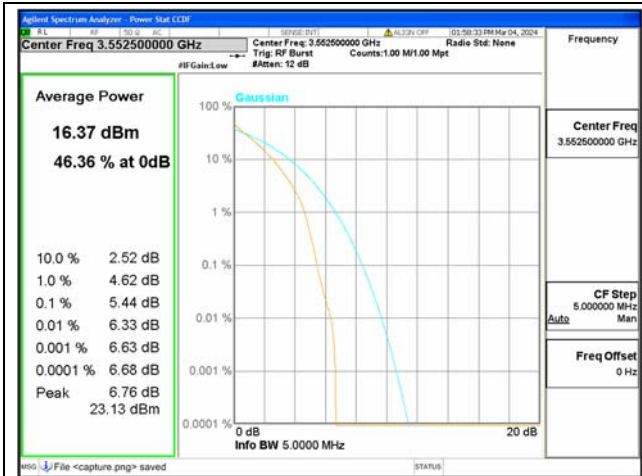 Agilent Spectrum Analyzer - Power Stat CCDF
RL RF 50 Ω AC SENSE:INT ALIGN OFF 01:58:33 PM Mar 04, 2024
Center Freq 3.552500000 GHz
Center Freq: 3.552500000 GHz Radio Std: None
Trig: RF Burst Counts:1.00 M/1.00 Mpt
#IFGain:Low #Atten: 12 dB
Frequency
Average Power
16.37 dBm
46.36 % at 0dB
10.0 % 2.52 dB
1.0 % 4.62 dB
0.1 % 5.44 dB
0.01 % 6.33 dB
0.001 % 6.63 dB
0.0001 % 6.68 dB
Peak 6.76 dB
23.13 dBm
Gaussian
100 %
10 %
1 %
0.1 %
0.01 %
0.001 %
0.0001 %
0 dB 20 dB
Info BW 5.0000 MHz
Center Freq
3.552500000 GHz
CF Step
5.000000 MHz
Auto Man
Freq Offset
0 Hz
MSG File <capture.png> saved STATUS